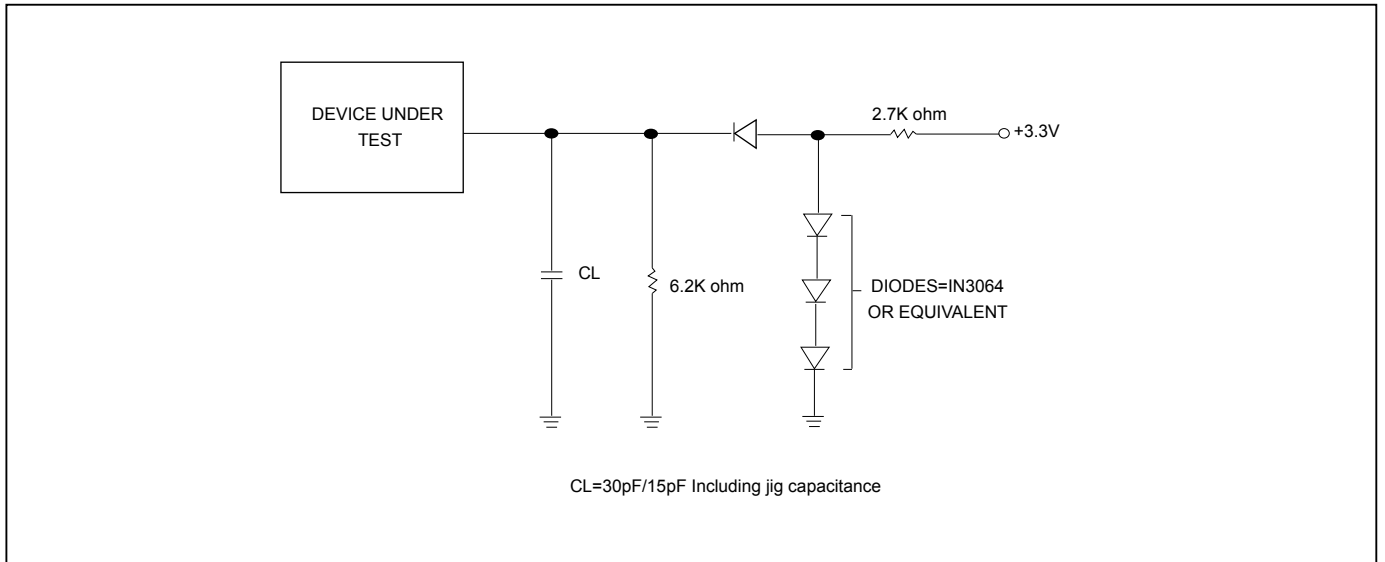 DEVICE UNDER
TEST
2.7K ohm
+3.3V
CL
6.2K ohm
DIODES=IN3064
OR EQUIVALENT
CL=30pF/15pF Including jig capacitance